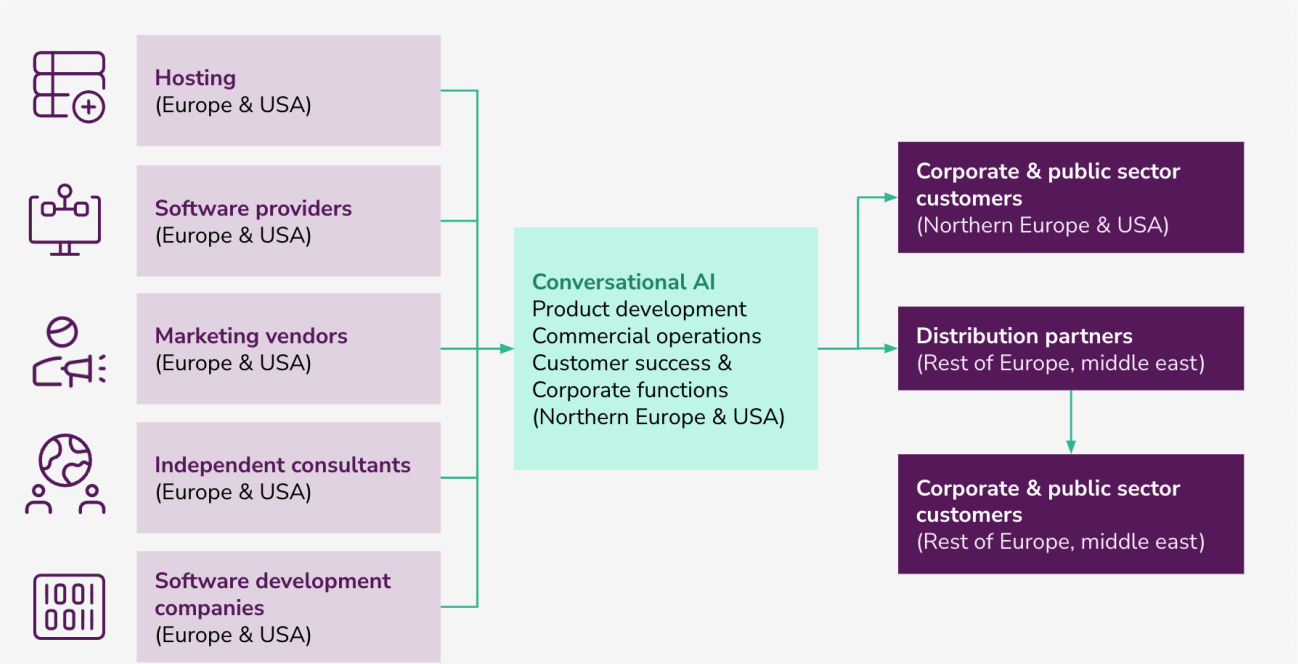 Hosting
(Europe & USA)
Software providers
(Europe & USA)
Marketing vendors
(Europe & USA)
Independent consultants
(Europe & USA)
Software development
companies
(Europe & USA)
1001
0011
Conversational AI
Product development
Commercial operations
Customer success &
Corporate functions
(Northern Europe & USA)
Corporate & public sector
customers
(Northern Europe & USA)
Distribution partners
(Rest of Europe, middle east)
Corporate & public sector
customers
(Rest of Europe, middle east)